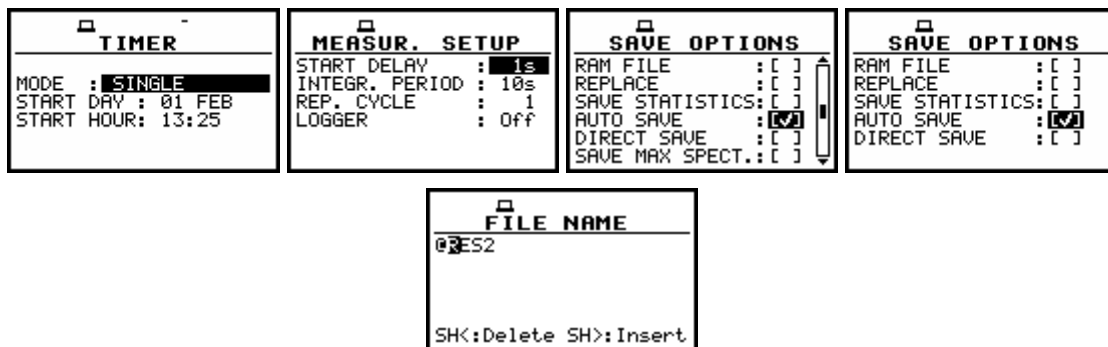 TIMER
MODE : SINGLE
START DAY : 01 FEB
START HOUR: 13:25
MEASUR. SETUP
START DELAY : 1s
INTEGR. PERIOD : 10s
REP. CYCLE : 1
LOGGER : Off
SAVE OPTIONS
RAM FILE :[ ]
REPLACE :[ ]
SAVE STATISTICS:[ ]
AUTO SAVE :[√]
DIRECT SAVE :[ ]
SAVE MAX SPECT.:[ ]
SAVE OPTIONS
RAM FILE :[ ]
REPLACE :[ ]
SAVE STATISTICS:[ ]
AUTO SAVE :[√]
DIRECT SAVE :[ ]
FILE NAME
@RES2
SH<:Delete SH>:Insert